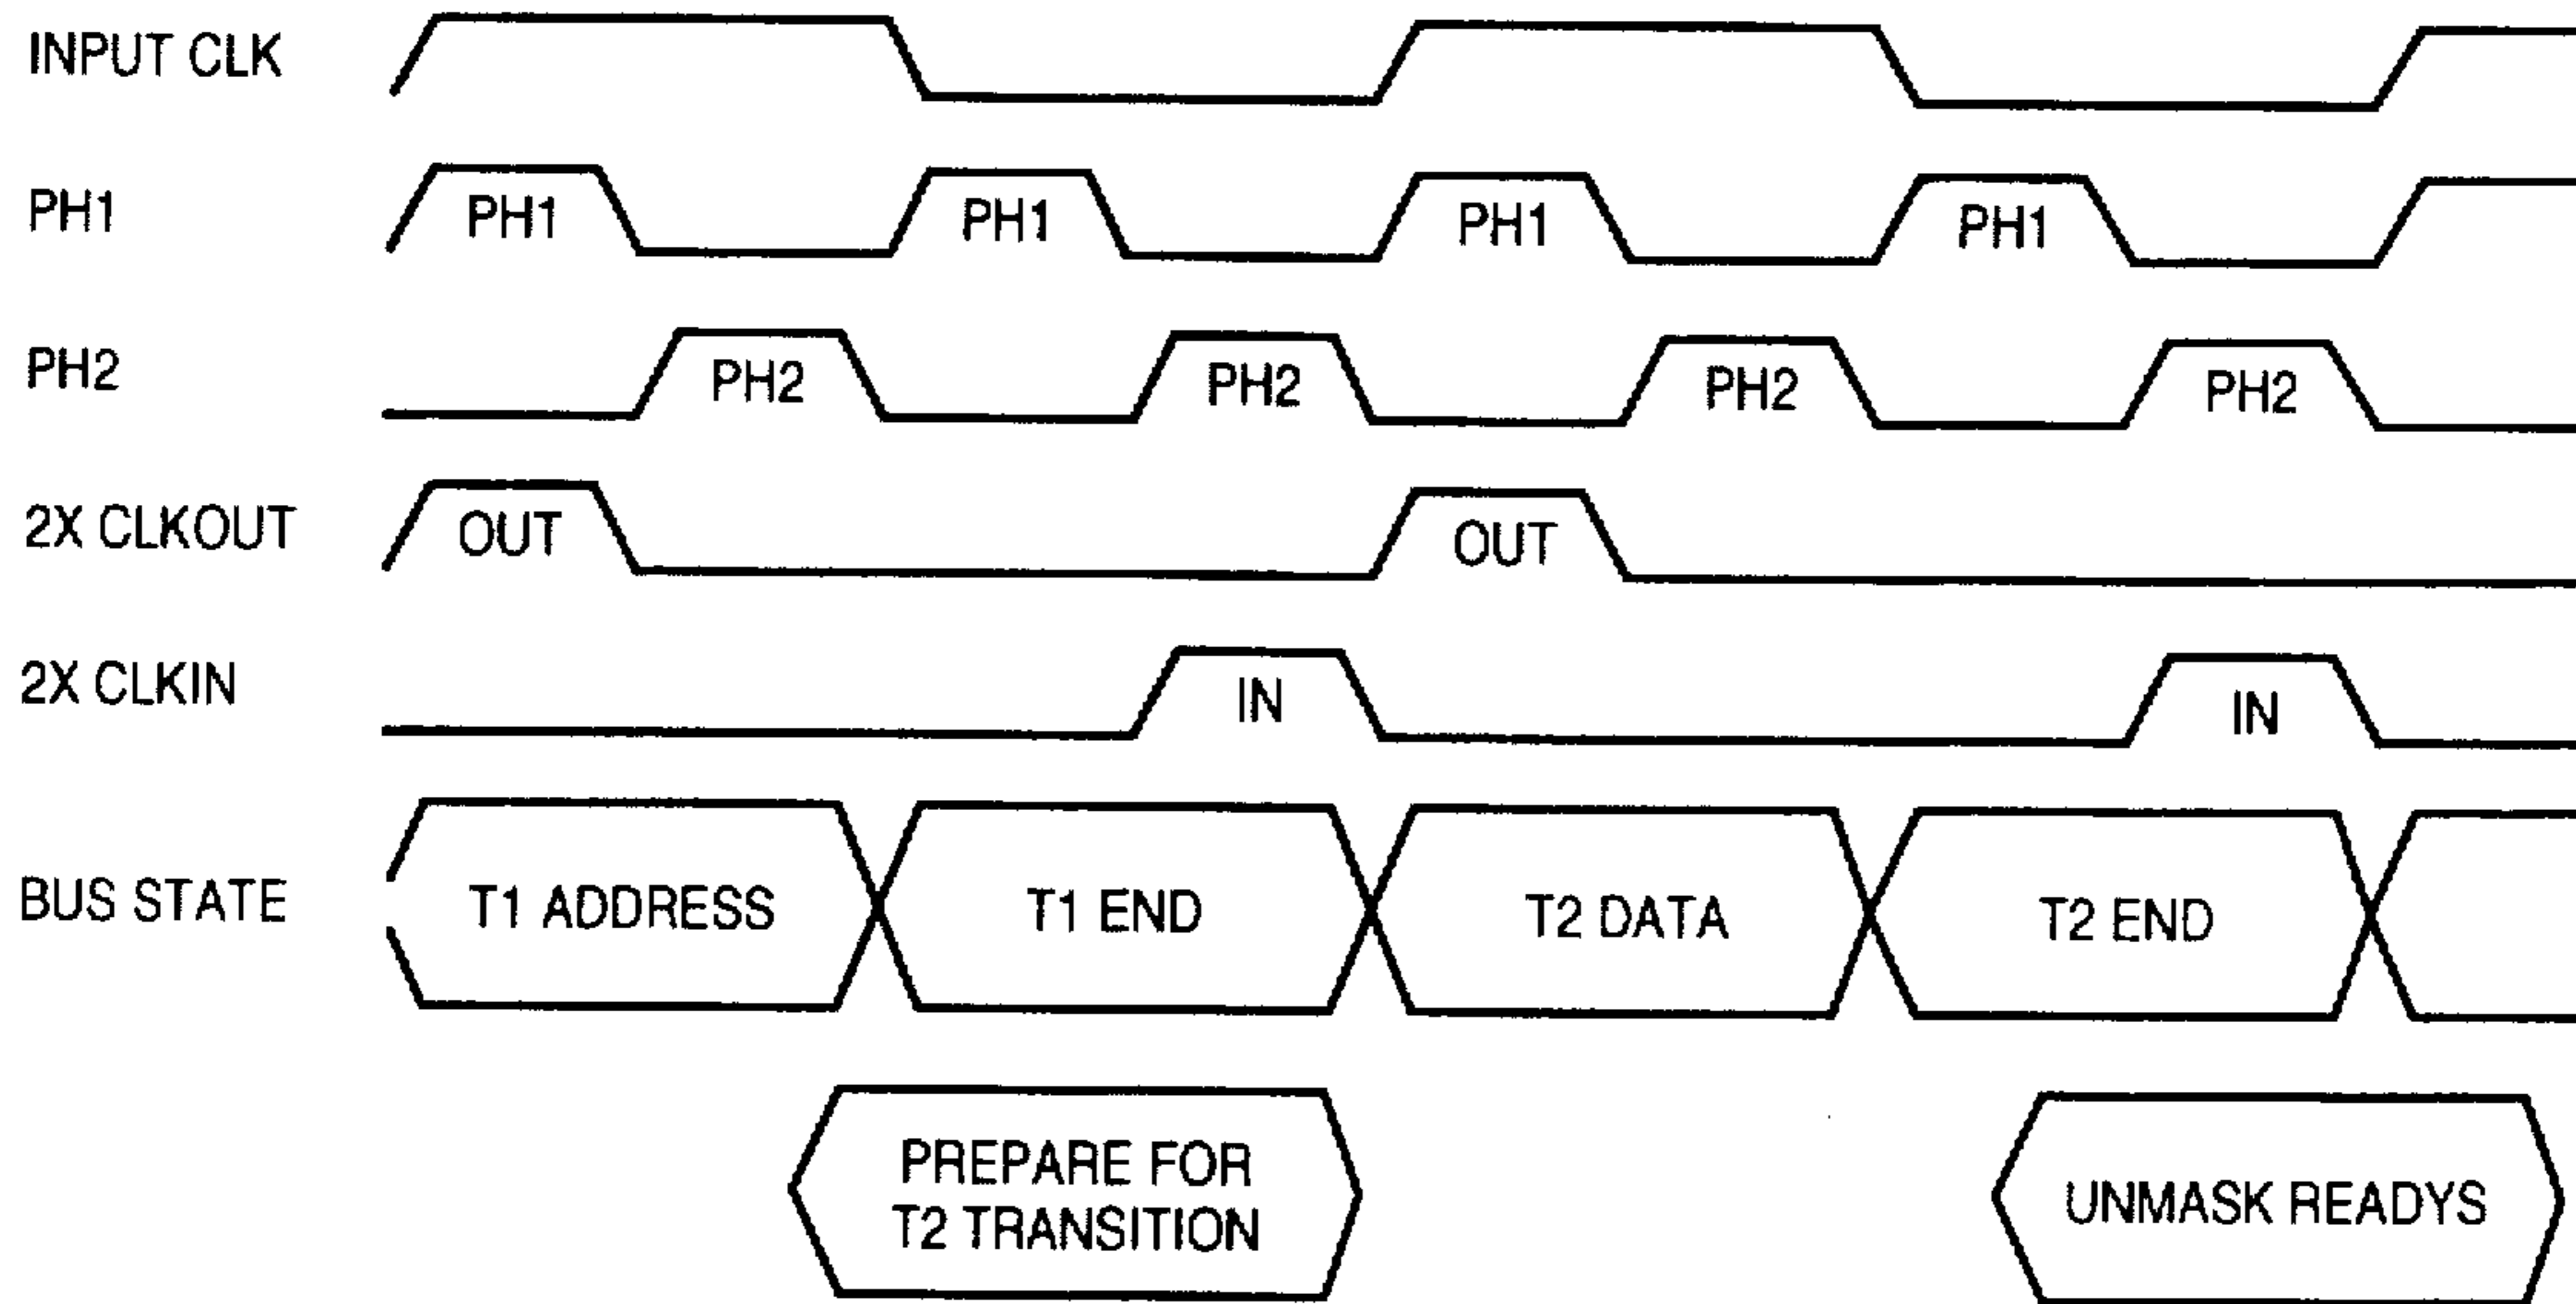 INPUT CLK
PH1
PH1
PH1
PH1
PH1
PH2
PH2
PH2
PH2
PH2
2X CLKOUT
OUT
OUT
2X CLKIN
IN
IN
BUS STATE
T1 ADDRESS
T1 END
T2 DATA
T2 END
PREPARE FOR
T2 TRANSITION
UNMASK READYS